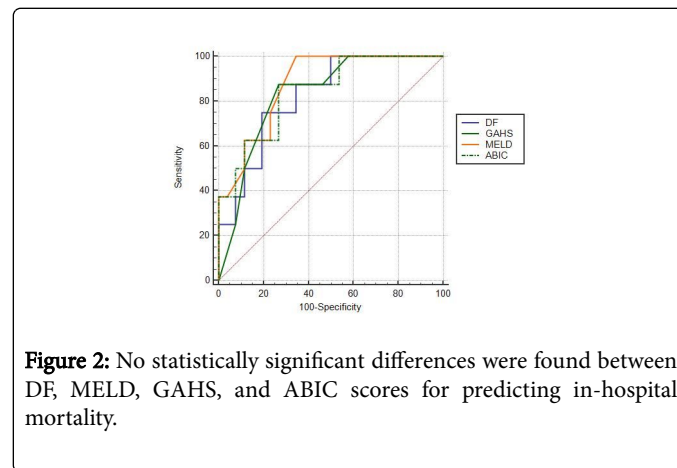 100
80
60
40
20
0
Sensitivity
0 20 40 60 80 100
100-Specificity
DF
GAHS
MELD
ABIC
Figure 2: No statistically significant differences were found between
DF, MELD, GAHS, and ABIC scores for predicting in-hospital
mortality.